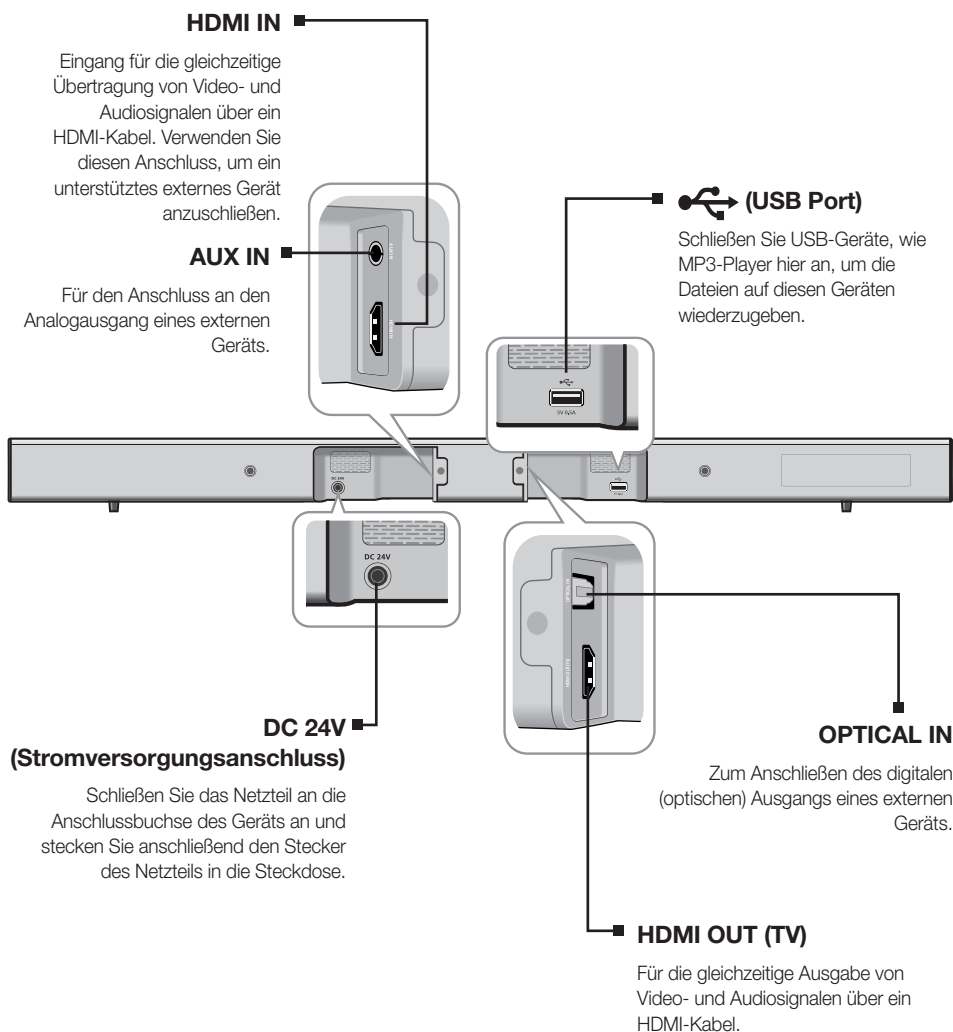 HDMI IN
Eingang für die gleichzeitige
Übertragung von Video- und
Audiosignalen über ein
HDMI-Kabel. Verwenden Sie
diesen Anschluss, um ein
unterstütztes externes Gerät
anzuschließen.
AUX IN
Für den Anschluss an den
Analogausgang eines externen
Geräts.
(USB Port)
Schließen Sie USB-Geräte, wie
MP3-Player hier an, um die
Dateien auf diesen Geräten
wiederzugeben.
5V 0.5A
DC 24V
DC 24V
DC 24V
(Stromversorgungsanschluss)
Schließen Sie das Netzteil an die
Anschlussbuchse des Geräts an und
stecken Sie anschließend den Stecker
des Netzteils in die Steckdose.
OPTICAL IN
Zum Anschließen des digitalen
(optischen) Ausgangs eines externen
Geräts.
HDMI OUT (TV)
Für die gleichzeitige Ausgabe von
Video- und Audiosignalen über ein
HDMI-Kabel.